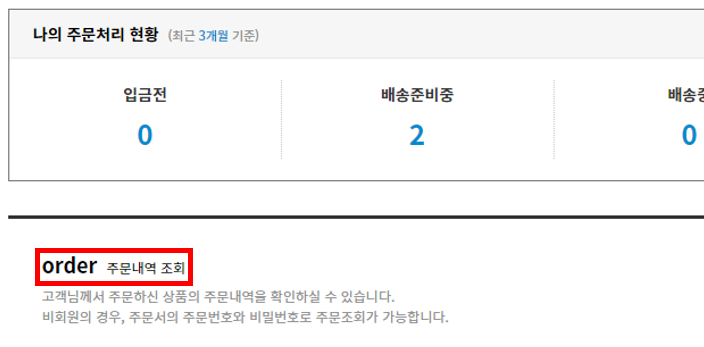 나의 주문처리 현황 (최근 3개월 기준)
입금전 배송준비중
0 2 0
order 주문내역 조회
고객님께서 주문하신 상품의 주문내역을 확인하실 수 있습니다.
비회원의 경우, 주문서의 주문번호와 비밀번호로 주문조회가 가능합니다.